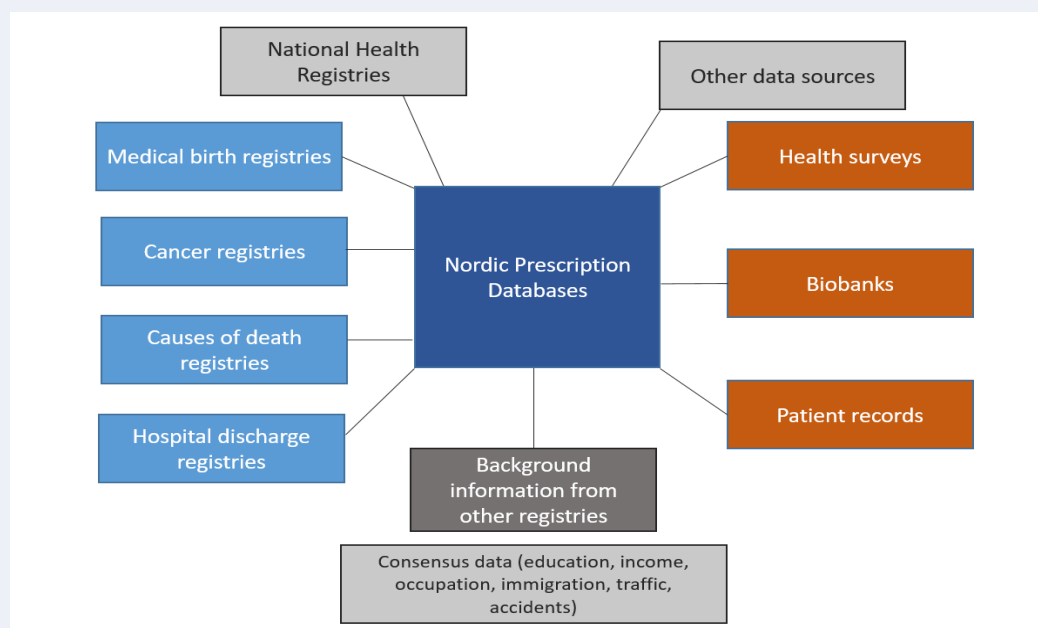 National Health
Registries
Other data sources
Medical birth registries
Health surveys
Cancer registries
Nordic Prescription
Databases
Biobanks
Causes of death
registries
Patient records
Hospital discharge
registries
Background
information from
other registries
Consensus data (education, income,
occupation, immigration, traffic,
accidents)